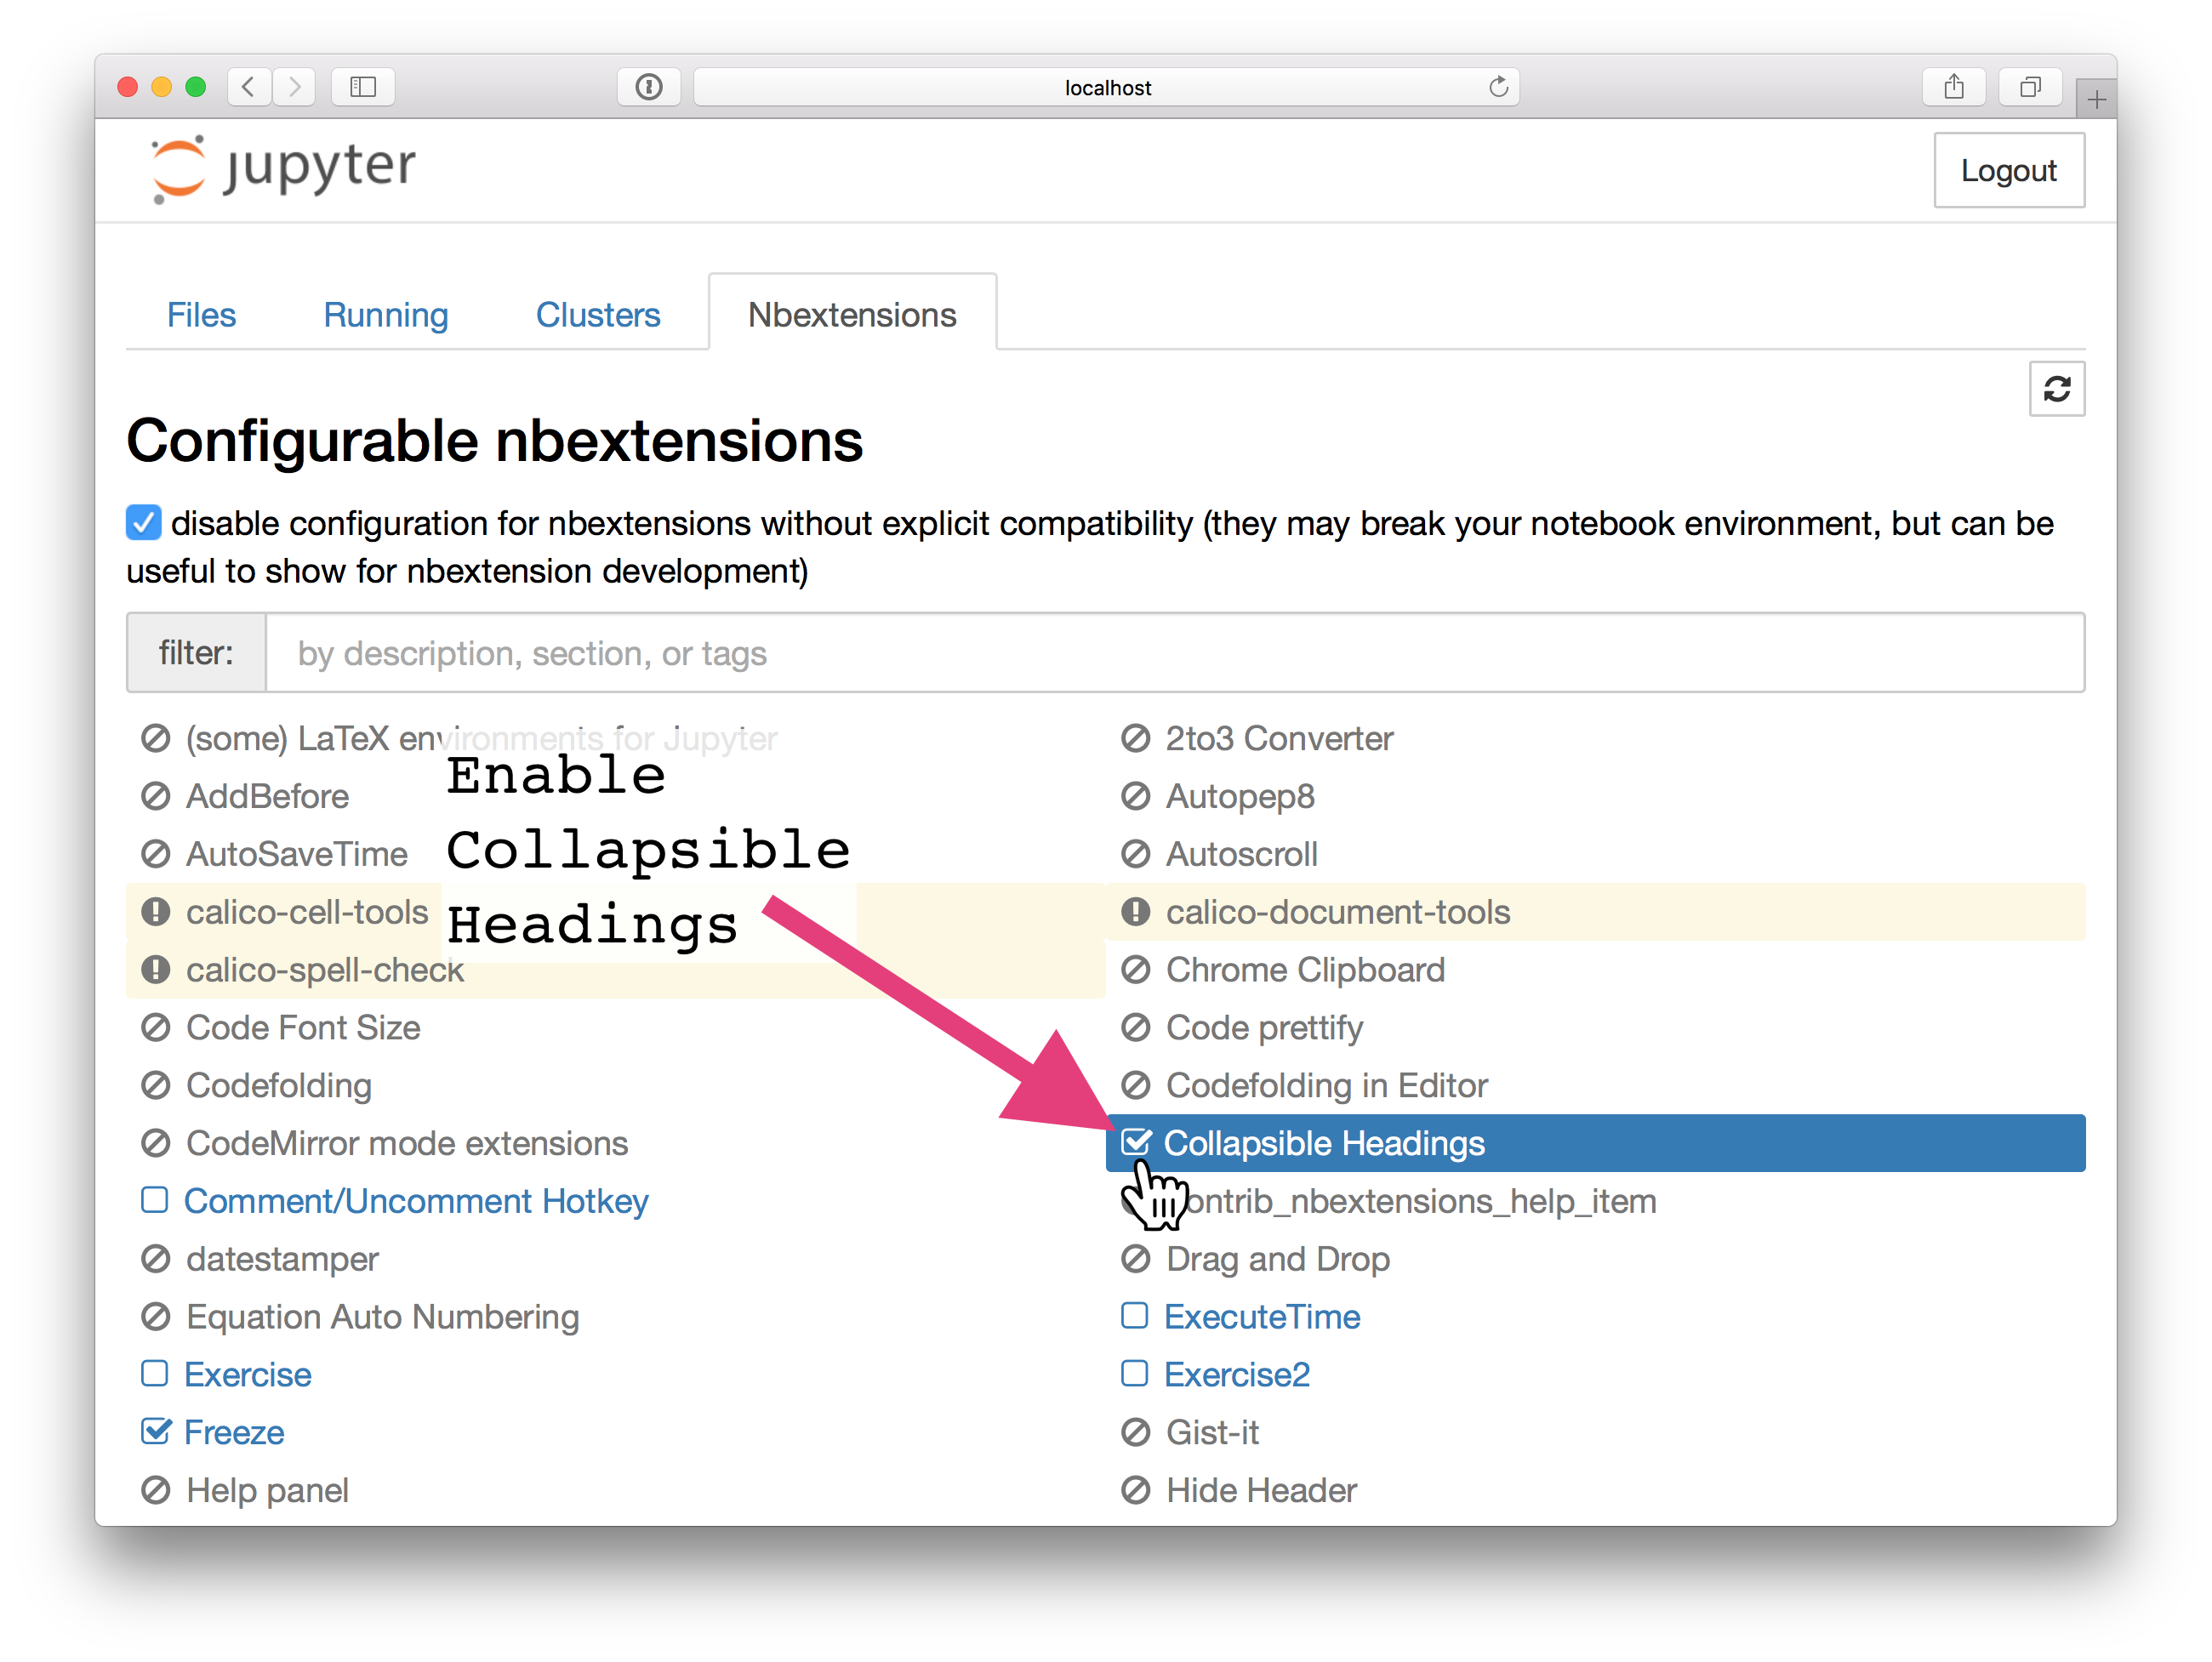 localhost
jupyter
Logout
Files
Running
Clusters
Nbextensions
Configurable nbextensions
disable configuration for nbextensions without explicit compatibility (they may break your notebook environment, but can be
useful to show for nbextension development)
filter:
by description, section, or tags
(some) LaTeX environments for Jupyter
2to3 Converter
Enable
Collapsible
Headings
AddBefore
Autopep8
AutoSaveTime
Autoscroll
calico-cell-tools
calico-document-tools
calico-spell-check
Chrome Clipboard
Code Font Size
Code prettify
Codefolding
Codefolding in Editor
CodeMirror mode extensions
Collapsible Headings
Comment/Uncomment Hotkey
ontrib_nbextensions_help_item
datestamper
Drag and Drop
Equation Auto Numbering
ExecuteTime
Exercise
Exercise2
Freeze
Gist-it
Help panel
Hide Header